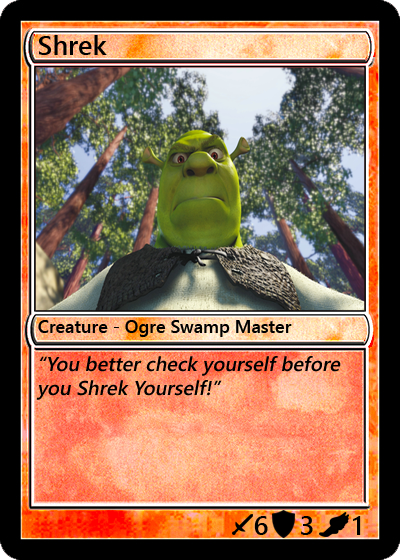 Shrek
Creature - Ogre Swamp Master
“You better check yourself before
you Shrek Yourself!”
6 3 1